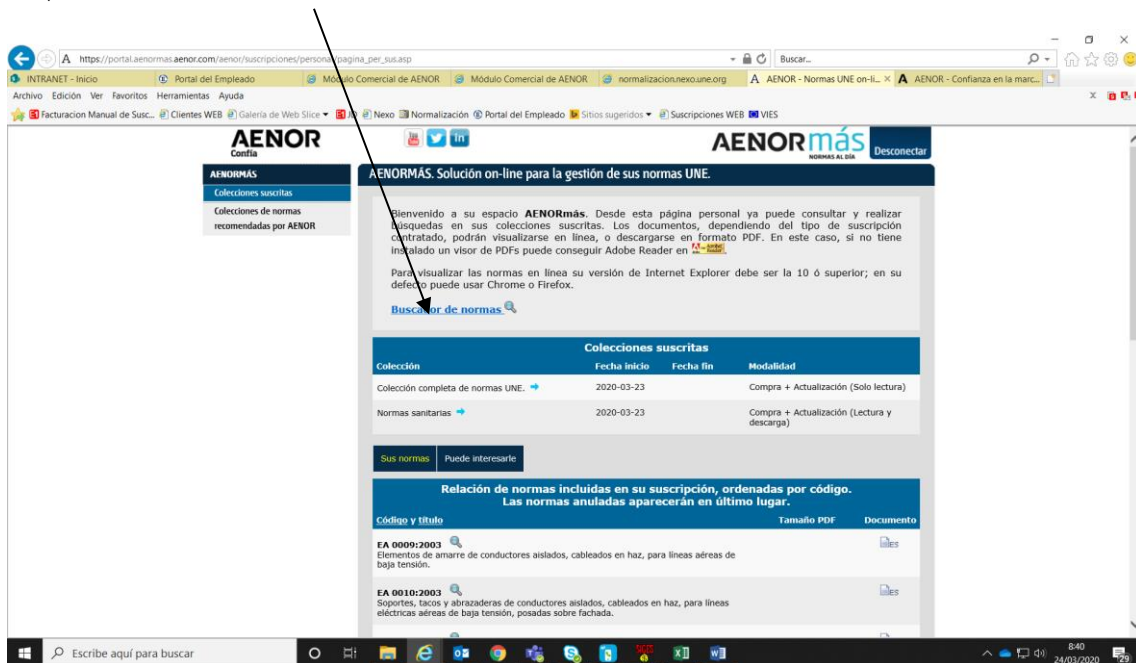 https://portal.aenormas.aenor.com/aenor/suscripciones/personal/pagina_per_sus.asp
Buscar...
INTRANET - Inicio
Portal del Empleado
Módulo Comercial de AENOR
Módulo Comercial de AENOR
normalizacion.nexo.une.org
AENOR - Normas UNE on-li...
AENOR - Confianza en la marc...
Archivo Edición Ver Favoritos Herramientas Ayuda
Facturacion Manual de Susc... Clientes WEB Galería de Web Slice Nexo Normalización Portal del Empleado Sitios sugeridos Suscripciones WEB VIES
AENOR
Confía
You Tube
in
AENORmás
NORMAS AL DÍA
Desconectar
AENORMÁS
Colecciones suscritas
Colecciones de normas
recomendadas por AENOR
AENORMÁS. Solución on-line para la gestión de sus normas UNE.
Bienvenido a su espacio AENORmás. Desde esta página personal ya puede consultar y realizar
búsquedas en sus colecciones suscritas. Los documentos, dependiendo del tipo de suscripción
contratado, podrán visualizarse en línea, o descargarse en formato PDF. En este caso, si no tiene
instalado un visor de PDFs puede conseguir Adobe Reader en
Para visualizar las normas en línea su versión de Internet Explorer debe ser la 10 ó superior; en su
defecto puede usar Chrome o Firefox.
Buscador de normas
Colecciones suscritas
Colección Fecha inicio Fecha fin Modalidad
Colección completa de normas UNE. 2020-03-23 Compra + Actualización (Solo lectura)
Normas sanitarias 2020-03-23 Compra + Actualización (Lectura y
descarga)
Sus normas Puede interesarle
Relación de normas incluidas en su suscripción, ordenadas por código.
Las normas anuladas aparecerán en último lugar.
Código y título Tamaño PDF Documento
EA 0009:2003 ES
Elementos de amarre de conductores aislados, cableados en haz, para líneas aéreas de
baja tensión.
EA 0010:2003 ES
Soportes, tacos y abrazaderas de conductores aislados, cableados en haz, para líneas
eléctricas aéreas de baja tensión, posadas sobre fachada.
Escribe aquí para buscar
8:40
24/03/2020